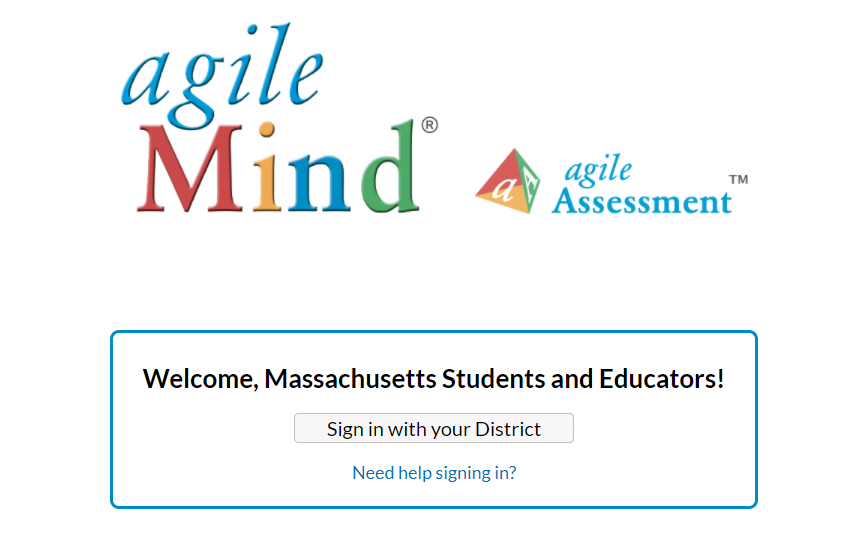 agile
Mind®
a A agile
Assessment™
Welcome, Massachusetts Students and Educators!
Sign in with your District
Need help signing in?